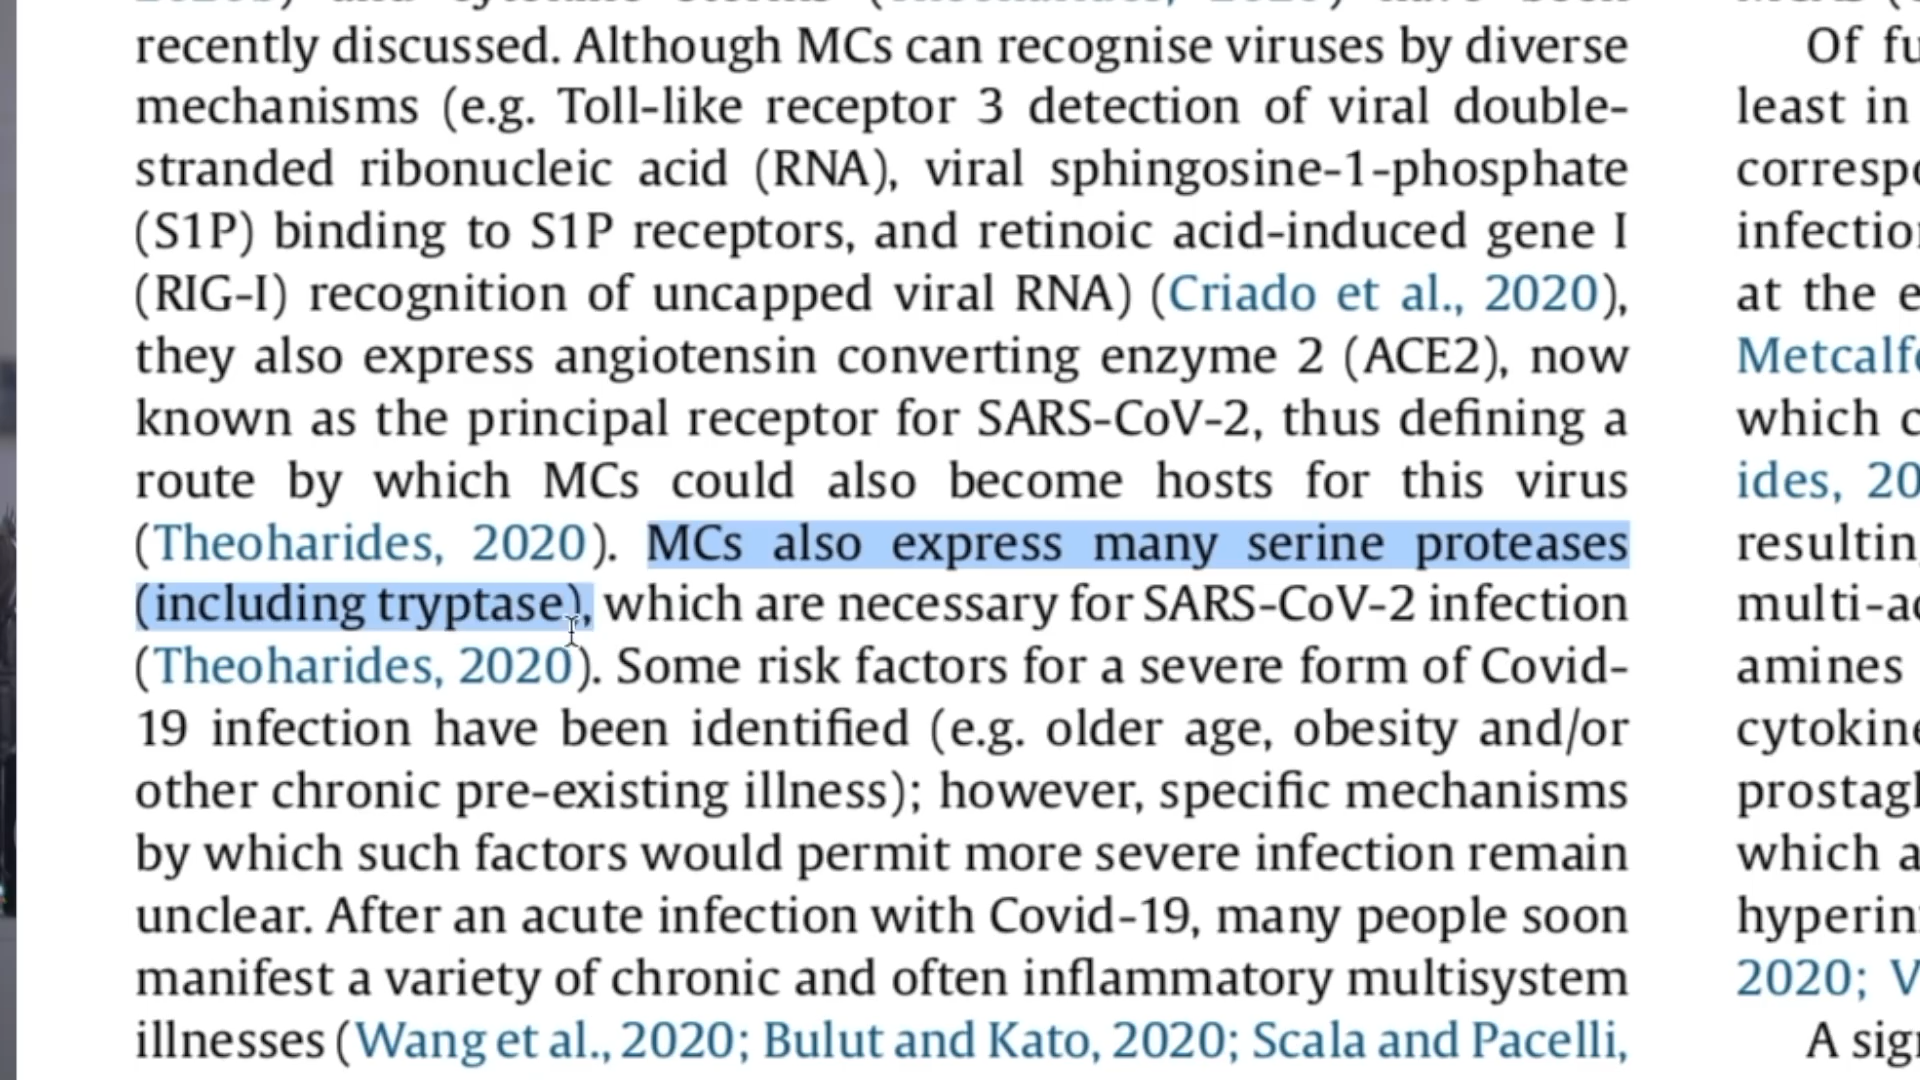 recently discussed. Although MCs can recognise viruses by diverse
mechanisms (e.g. Toll-like receptor 3 detection of viral double-
stranded ribonucleic acid (RNA), viral sphingosine-1-phosphate
(S1P) binding to S1P receptors, and retinoic acid-induced gene I
(RIG-I) recognition of uncapped viral RNA) (Criado et al., 2020),
they also express angiotensin converting enzyme 2 (ACE2), now
known as the principal receptor for SARS-CoV-2, thus defining a
route by which MCs could also become hosts for this virus
(Theoharides, 2020). MCs also express many serine proteases
(including tryptase), which are necessary for SARS-CoV-2 infection
(Theoharides, 2020). Some risk factors for a severe form of Covid-
19 infection have been identified (e.g. older age, obesity and/or
other chronic pre-existing illness); however, specific mechanisms
by which such factors would permit more severe infection remain
unclear. After an acute infection with Covid-19, many people soon
manifest a variety of chronic and often inflammatory multisystem
illnesses (Wang et al., 2020; Bulut and Kato, 2020; Scala and Pacelli,
Of fu
least in
corresp
infectio
at the e
Metcalf
which c
ides, 20
resultin
multi-a
amines
cytokin
prostag
which a
hyperin
2020; V
A sig